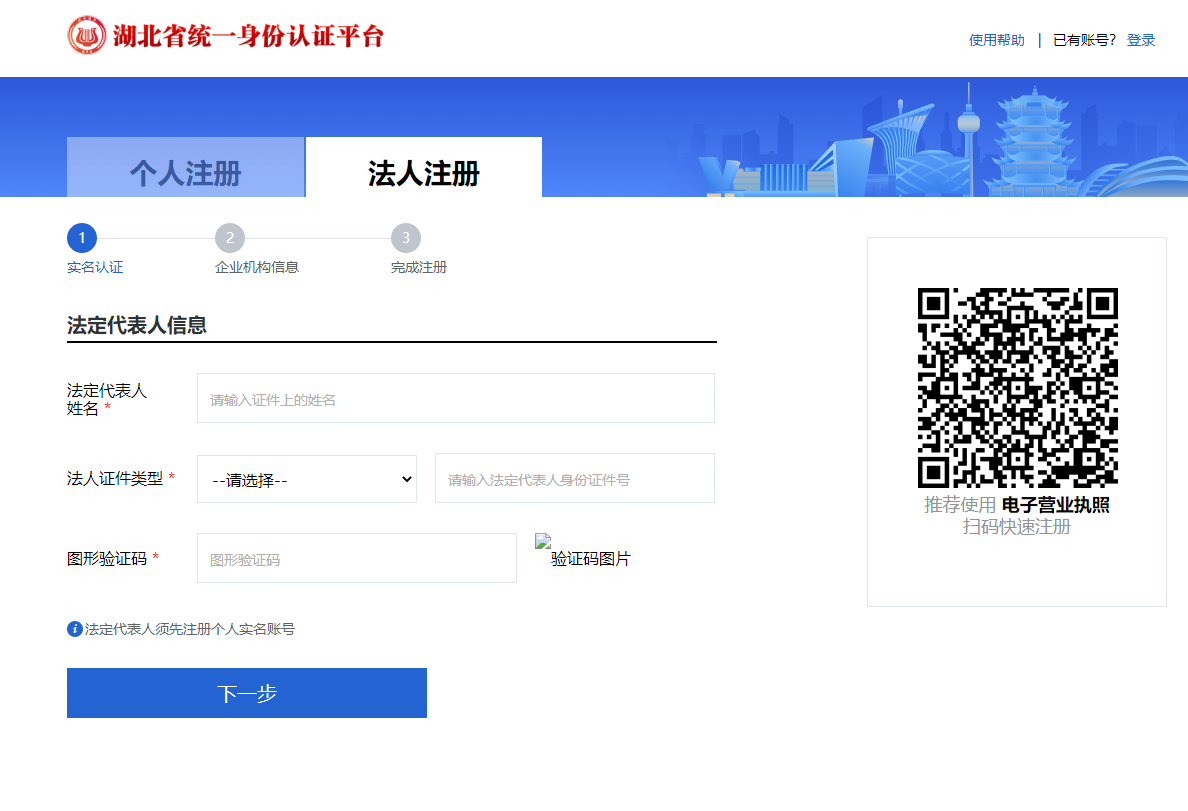 湖北省统一身份认证平台
使用帮助 | 已有账号? 登录
个人注册 法人注册
1 2 3
实名认证 企业机构信息 完成注册
法定代表人信息
法定代表人
姓名 *
请输入证件上的姓名
法人证件类型 * --请选择-- 请输入法定代表人身份证件号
图形验证码 * 图形验证码 验证码图片
法定代表人须先注册个人实名账号
下一步
推荐使用 电子营业执照
扫码快速注册